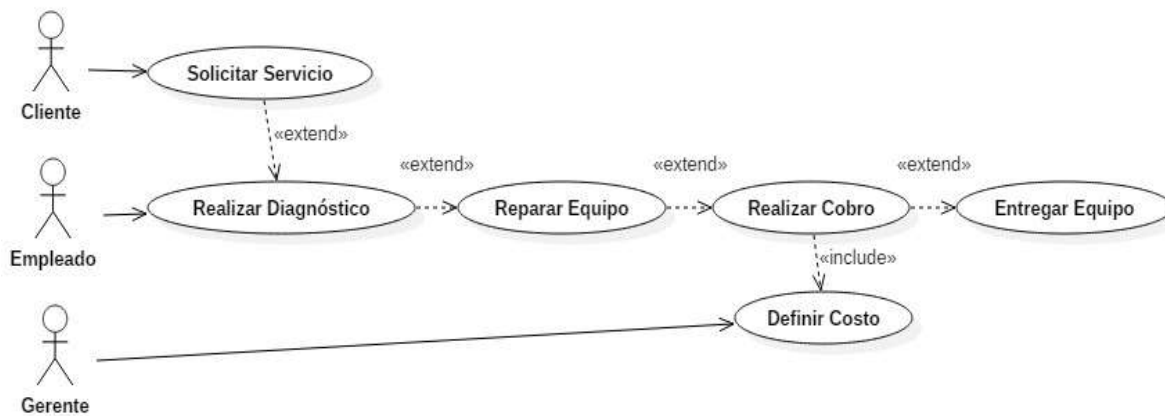 Solicitar Servicio
Cliente
«extend»
«extend»
«extend»
«extend»
Realizar Diagnóstico
Reparar Equipo
Realizar Cobro
Entregar Equipo
Empleado
«include»
Definir Costo
Gerente